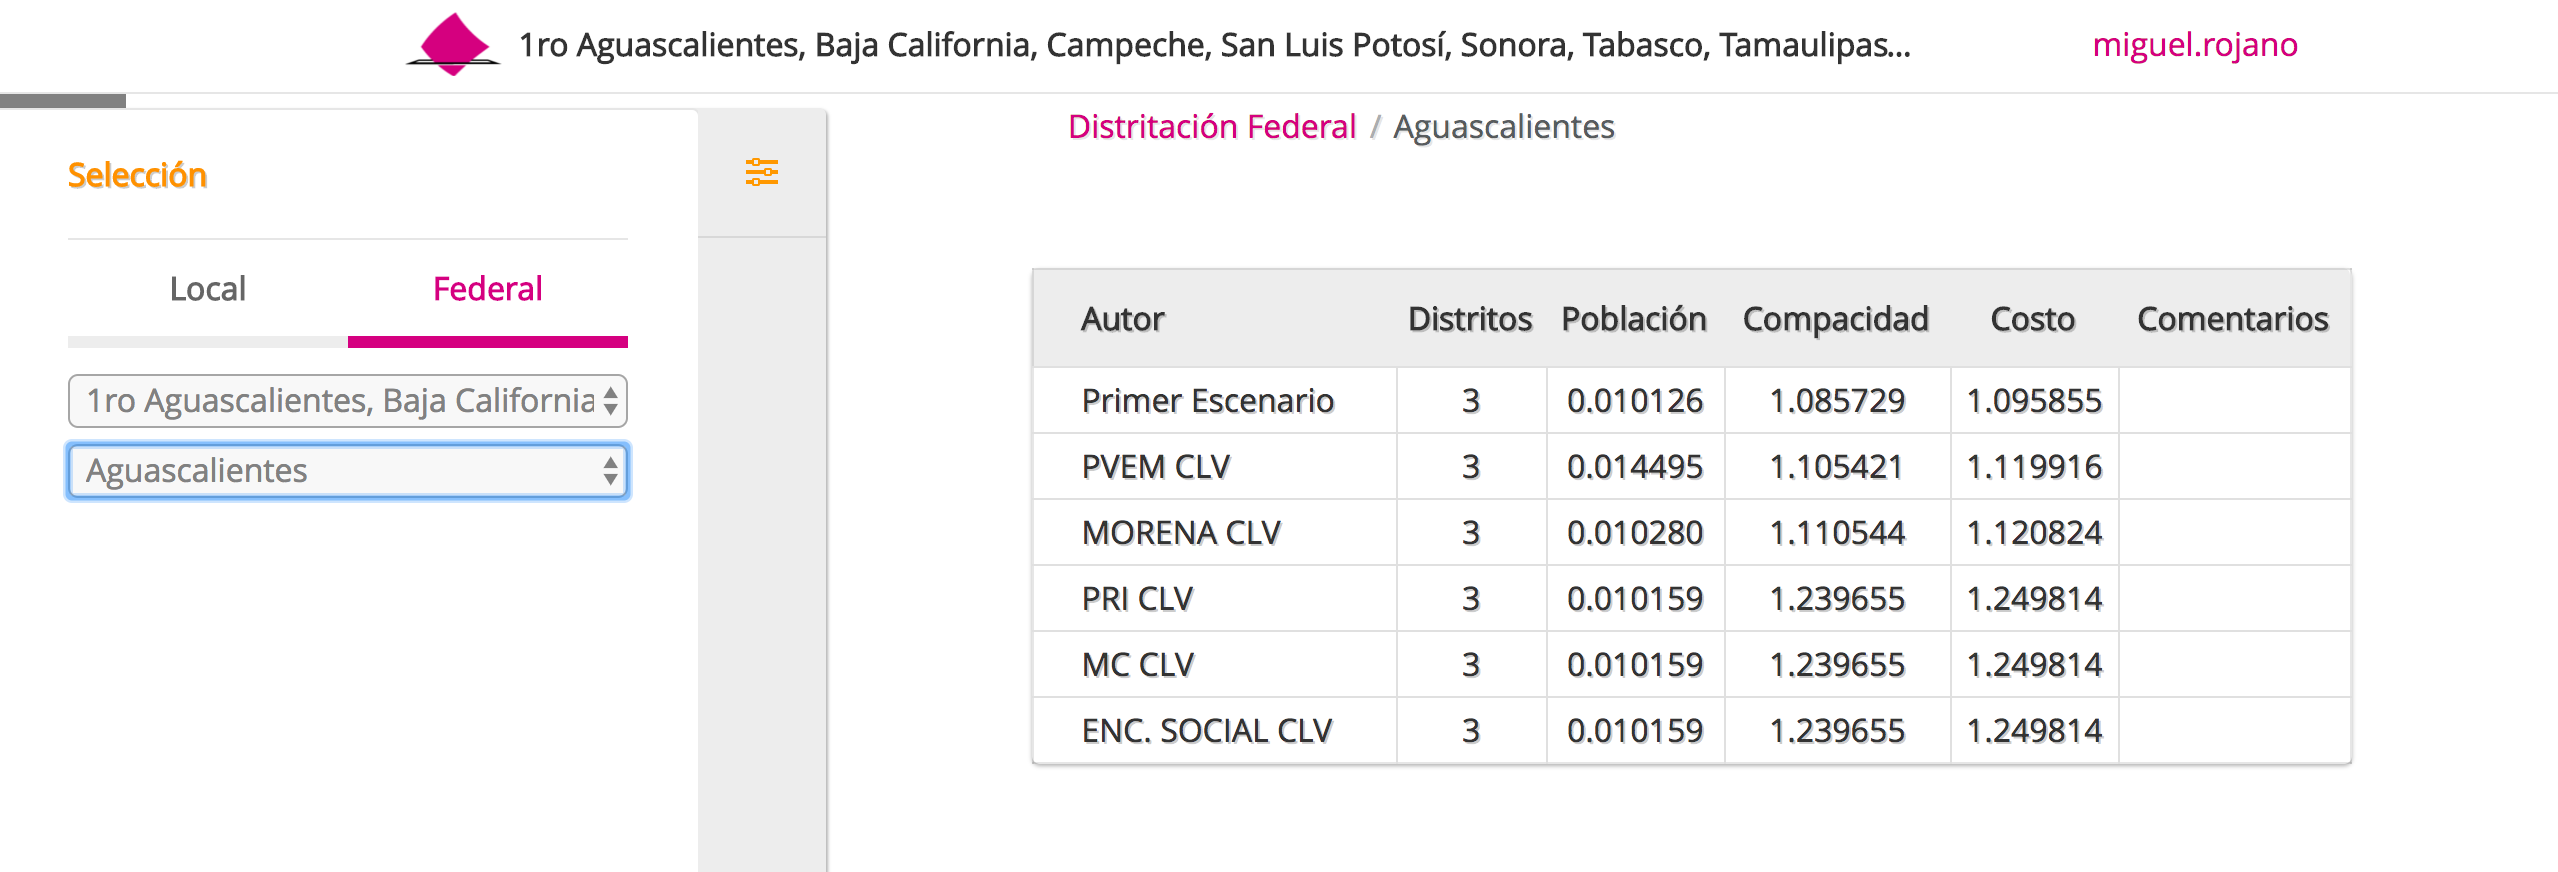 1ro Aguascalientes, Baja California, Campeche, San Luis Potosí, Sonora, Tabasco, Tamaulipas...
miguel.rojano
Selección
Local Federal
1ro Aguascalientes, Baja California
Aguascalientes
Distritación Federal / Aguascalientes
Autor Distritos Población Compacidad Costo Comentarios
Primer Escenario 3 0.010126 1.085729 1.095855
PVEM CLV 3 0.014495 1.105421 1.119916
MORENA CLV 3 0.010280 1.110544 1.120824
PRI CLV 3 0.010159 1.239655 1.249814
MC CLV 3 0.010159 1.239655 1.249814
ENC. SOCIAL CLV 3 0.010159 1.239655 1.249814